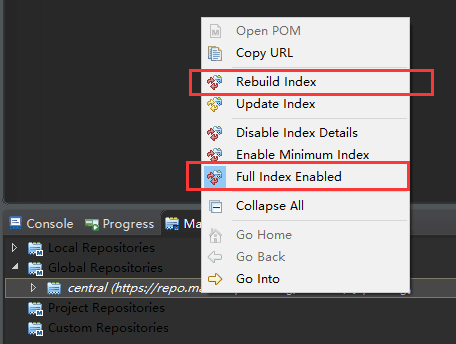 Open POM
Copy URL
Rebuild Index
Update Index
Disable Index Details
Enable Minimum Index
Full Index Enabled
Collapse All
Go Home
Go Back
Go Into
Console Progress
Local Repositories
Global Repositories
central (https://repo.ma
Project Repositories
Custom Repositories